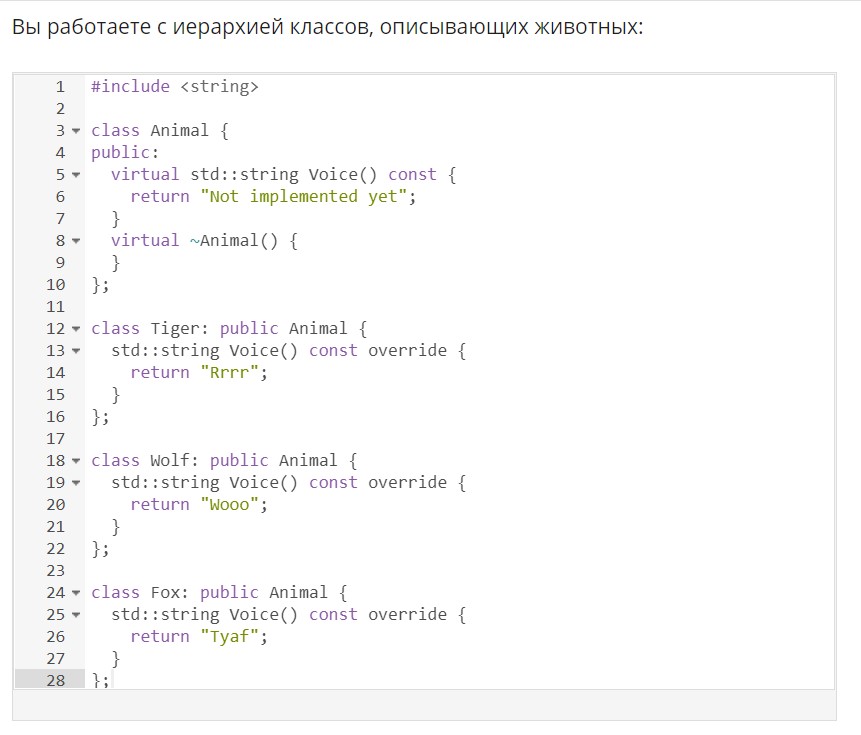 Вы работаете с иерархией классов, описывающих животных:
1 #include <string>
2
3 class Animal {
4 public:
5   virtual std::string Voice() const {
6     return "Not implemented yet";
7   }
8   virtual ~Animal() {
9   }
10 };
11
12 class Tiger: public Animal {
13   std::string Voice() const override {
14     return "Rrrr";
15   }
16 };
17
18 class Wolf: public Animal {
19   std::string Voice() const override {
20     return "Wooo";
21   }
22 };
23
24 class Fox: public Animal {
25   std::string Voice() const override {
26     return "Tyaf";
27   }
28 };